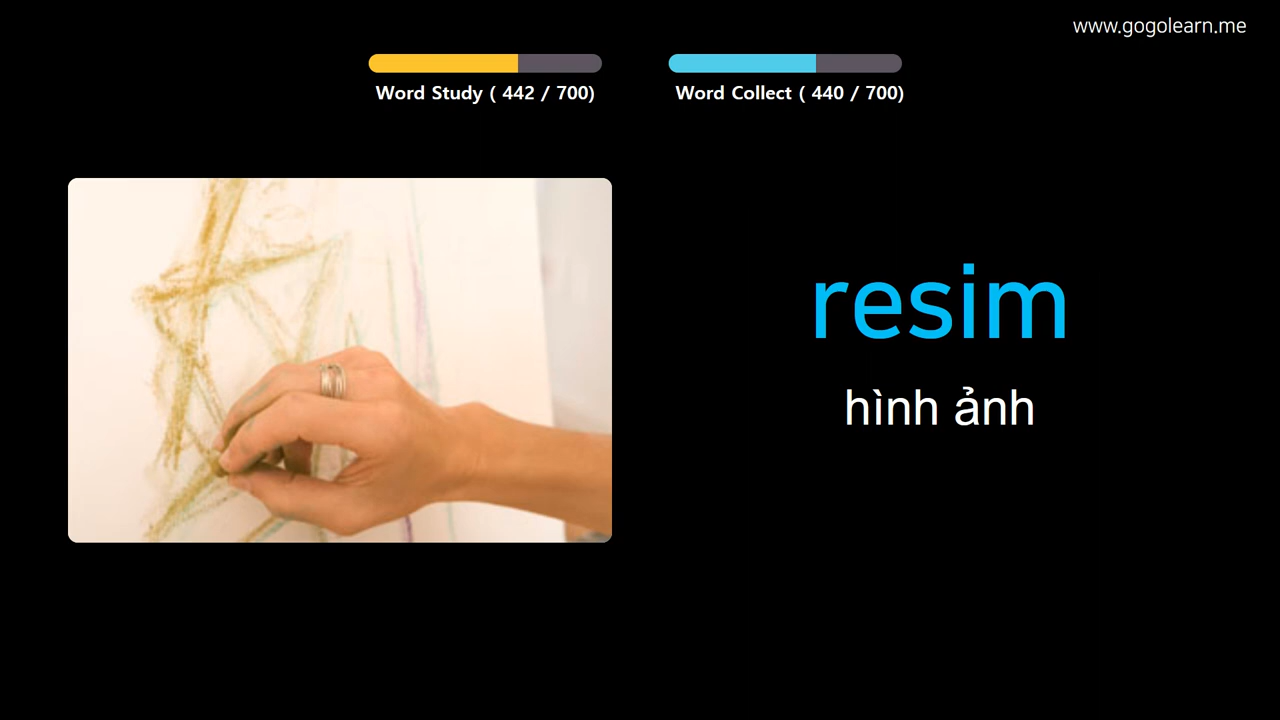 www.gogolearn.me
Word Study ( 442 / 700)
Word Collect ( 440 / 700)
resim
hình ảnh